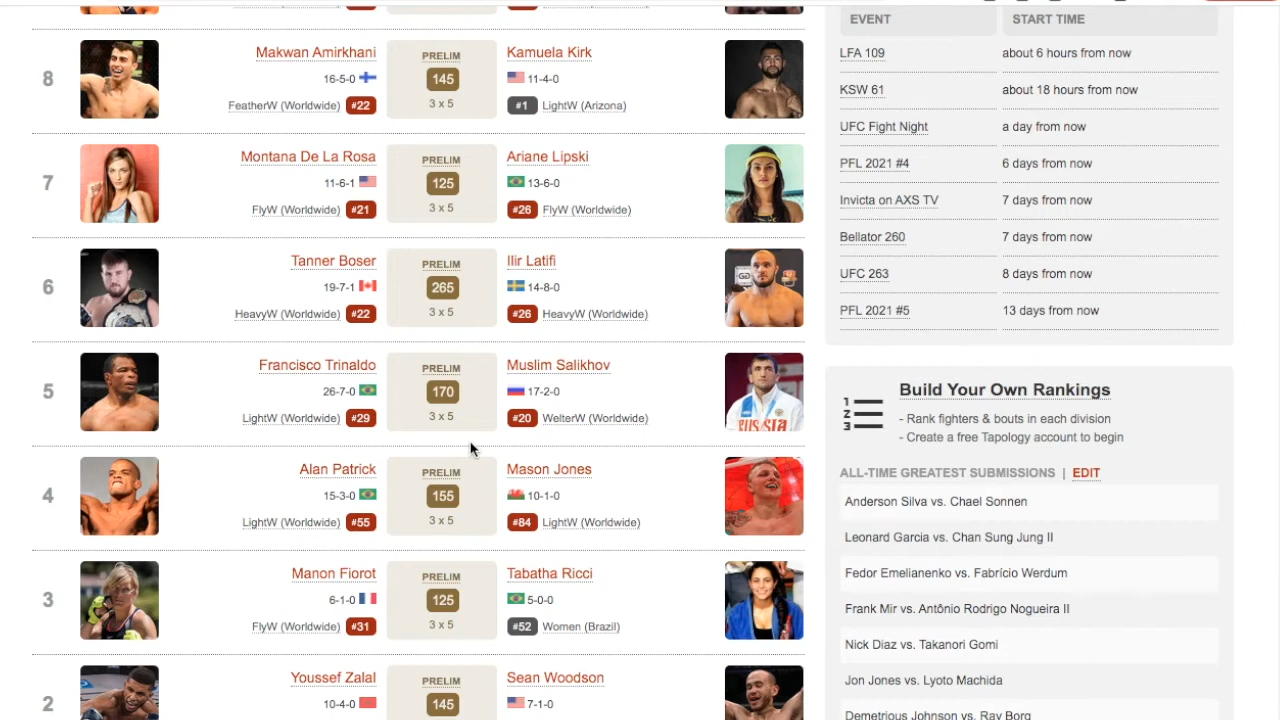 8
Makwan Amirkhani
PRELIM
Kamuela Kirk
16-5-0
145
11-4-0
FeatherW (Worldwide) #22
3 x 5
#1 LightW (Arizona)
7
Montana De La Rosa
PRELIM
Ariane Lipski
-6-1
125
13-6-0
FlyW (Worldwide) #21
3 x 5
#26 FlyW (Worldwide)
6
Tanner Boser
PRELIM
Ilir Latifi
19-7-1
265
14-8-0
HeavyW (Worldwide) #22
3 x 5
#26 HeavyW (Worldwide)
5
Francisco Trinaldo
PRELIM
Muslim Salikhov
26-7-0
170
17-2-0
LightW (Worldwide) #29
3 x 5
#20 WelterW (Worldwide)
4
Alan Patrick
PRELIM
Mason Jones
15-3-0
155
10-1-0
LightW (Worldwide) #55
3 x 5
#84 LightW (Worldwide)
3
Manon Fiorot
PRELIM
Tabatha Ricci
6-1-0
125
5-0-0
FlyW (Worldwide) #31
3 x 5
#52 Women (Brazil)
2
Youssef Zalal
PRELIM
Sean Woodson
10-4-0
145
7-1-0
EVENT START TIME
LFA 109 about 6 hours from now
KSW 61 about 18 hours from now
UFC Fight Night a day from now
PFL 2021 #4 6 days from now
Invicta on AXS TV 7 days from now
Bellator 260 7 days from now
UFC 263 8 days from now
PFL 2021 #5 13 days from now
1
2
3
Build Your Own Rankings
- Rank fighters & bouts in each division
- Create a free Tapology account to begin
ALL-TIME GREATEST SUBMISSIONS | EDIT
Anderson Silva vs. Chael Sonnen
Leonard Garcia vs. Chan Sung Jung II
Fedor Emelianenko vs. Fabrício Werdum
Frank Mir vs. Antônio Rodrigo Nogueira II
Nick Diaz vs. Takanori Gomi
Jon Jones vs. Lyoto Machida
Demetrious Johnson vs. Ray Borg